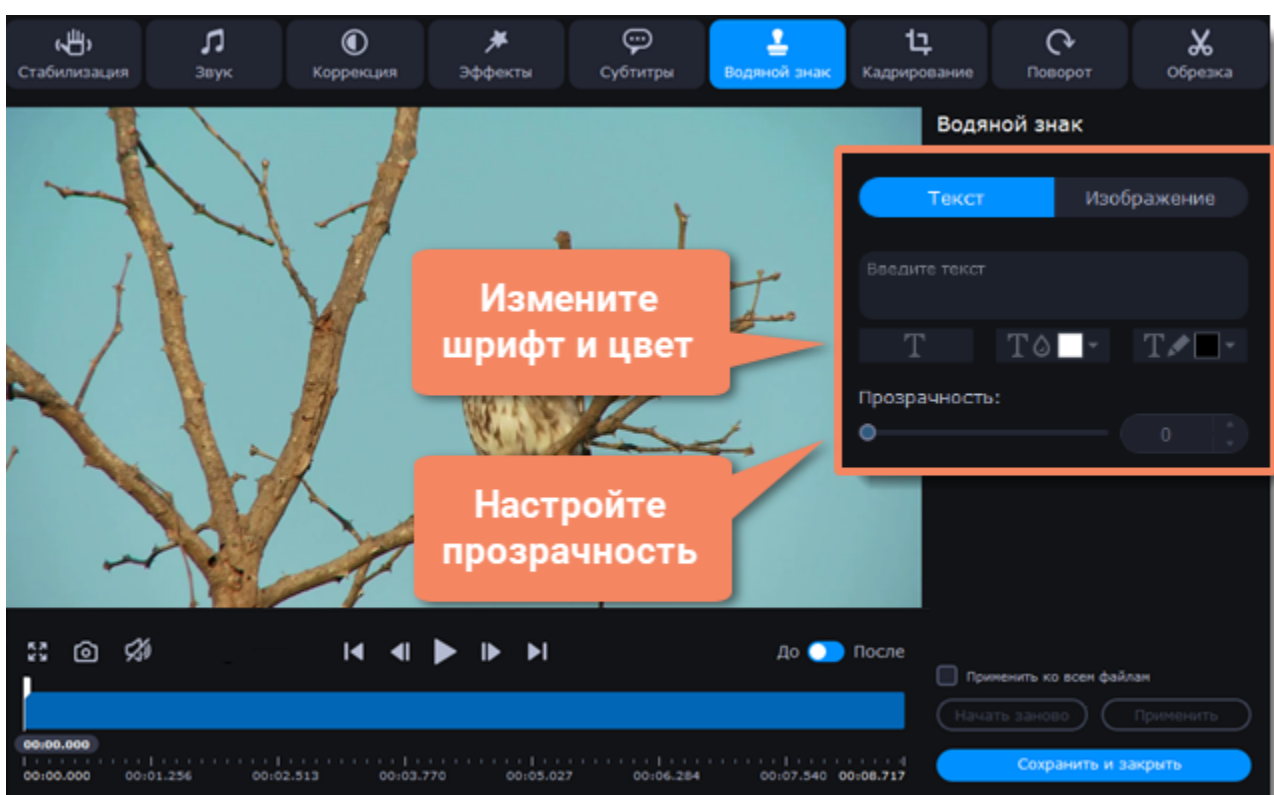 Стабилизация
Звук
Коррекция
Эффекты
Субтитры
Водяной знак
Кадрирование
Поворот
Обрезка
Водяной знак
Текст
Изображение
Введите текст
Измените
шрифт и цвет
T
T
T
Прозрачность:
0
Настройте
прозрачность
До
После
Применить ко всем файлам
Начать заново
Применить
00:00.000
00:00.000 00:01.256 00:02.513 00:03.770 00:05.027 00:06.284 00:07.540 00:08.717
Сохранить и закрыть